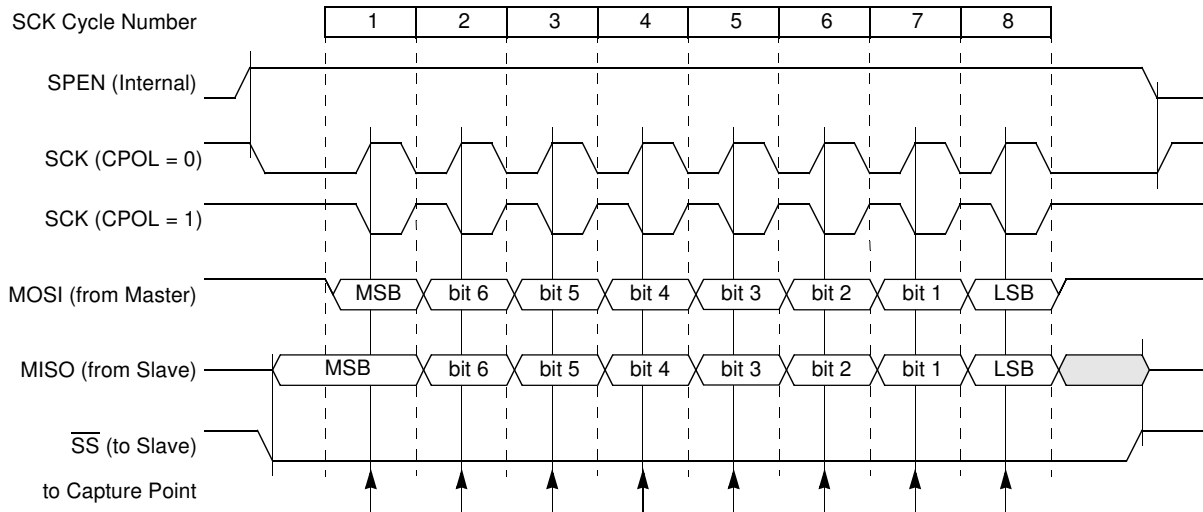 SCK Cycle Number 1 2 3 4 5 6 7 8
SPEN (Internal)
SCK (CPOL = 0)
SCK (CPOL = 1)
MOSI (from Master) MSB bit 6 bit 5 bit 4 bit 3 bit 2 bit 1 LSB
MISO (from Slave) MSB bit 6 bit 5 bit 4 bit 3 bit 2 bit 1 LSB
S̅S̅ (to Slave)
to Capture Point